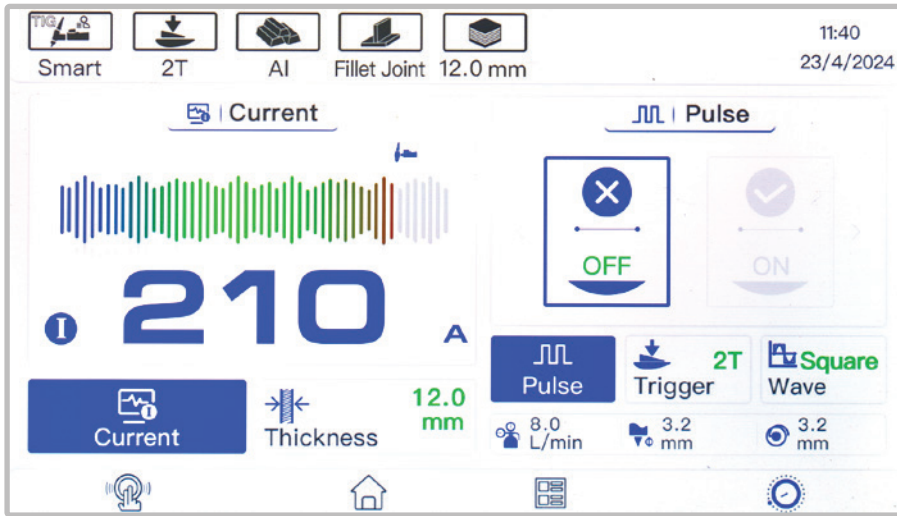 TIG
Smart 2T Al Fillet Joint 12.0 mm
11:40
23/4/2024
Current
210 A
I
Current
Thickness
12.0
mm
Pulse
OFF
ON
Pulse
2T
Trigger
Square
Wave
8.0
L/min
3.2
mm
3.2
mm